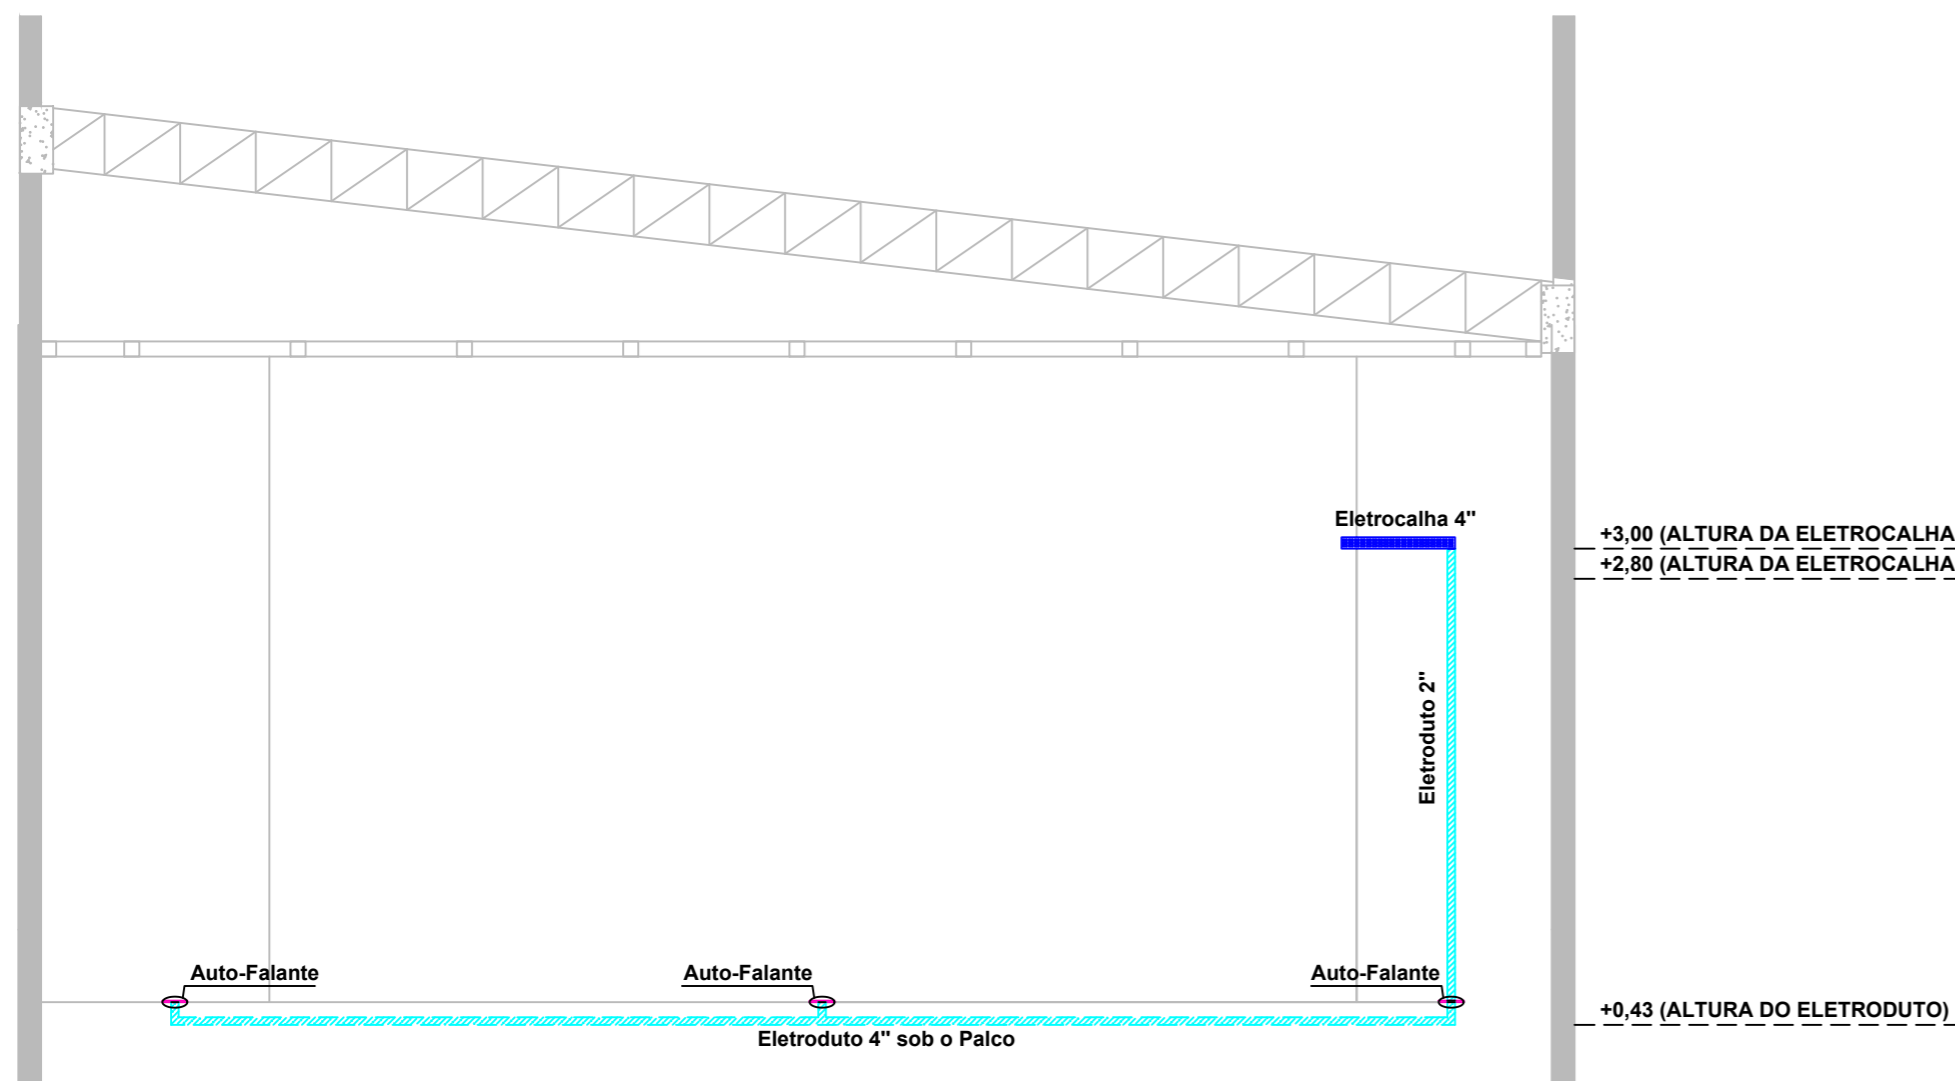 Eletrocalha 4"
+3,00 (ALTURA DA ELETROCALHA
+2,80 (ALTURA DA ELETROCALHA
Eletroduto 2"
Auto-Falante
Auto-Falante
Auto-Falante
+0,43 (ALTURA DO ELETRODUTO)
Eletroduto 4" sob o Palco